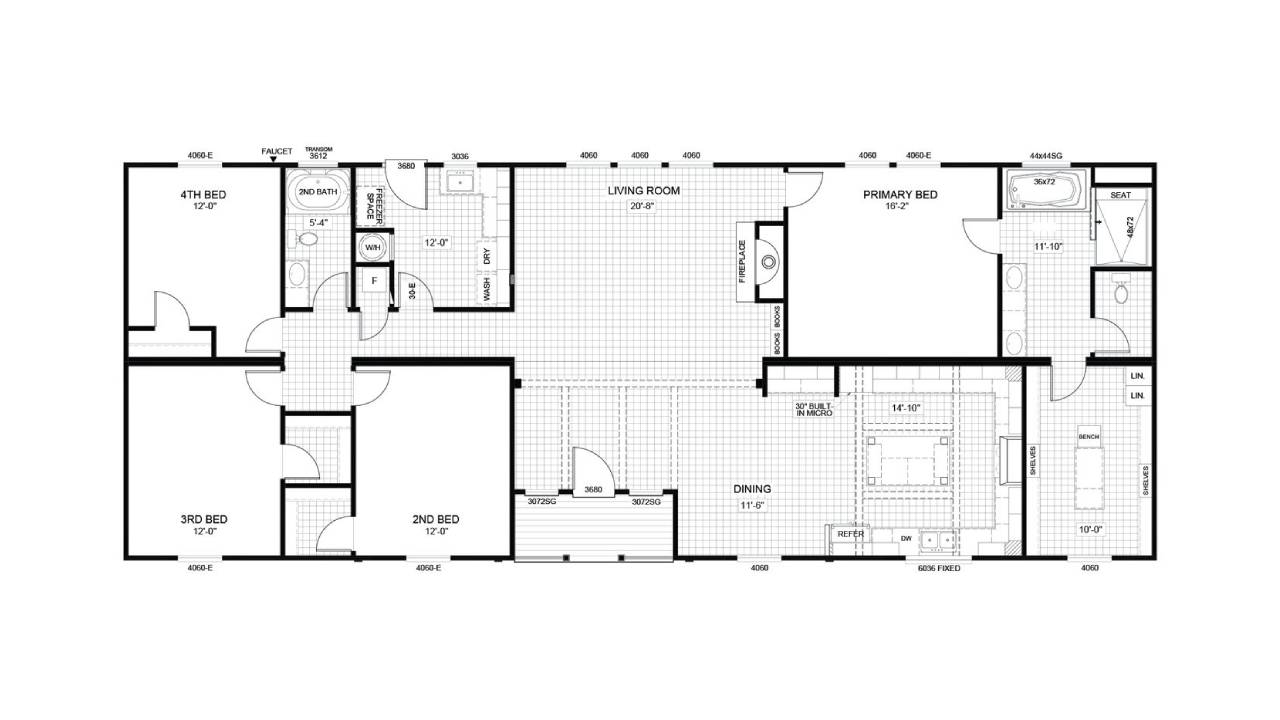 4060-E
FAUCET
TRANSOM
3612
3680
3036
4060
4060
4060
4060
4060-E
44x44SG
4TH BED
12'-0"
2ND BATH
5'-4"
FREEZER
SPACE
W/H
F
12'-0"
30-E
DRY
WASH
LIVING ROOM
20'-8"
FIREPLACE
BOOKS
BOOKS
PRIMARY BED
16'-2"
36x72
11'-10"
SEAT
48x72
3RD BED
12'-0"
2ND BED
12'-0"
3072SG
3680
3072SG
DINING
11'-6"
30" BUILT-
IN MICRO
14'-10"
REFER
DW
SHELVES
BENCH
LIN.
LIN.
SHELVES
10'-0"
4060-E
4060-E
4060
6036 FIXED
4060